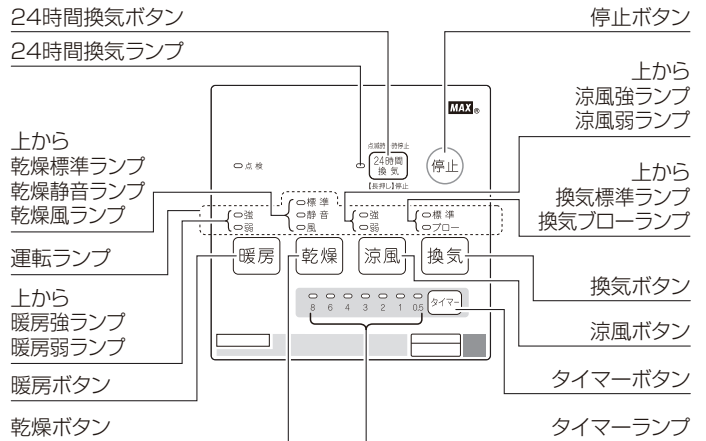 24時間換気ボタン
24時間換気ランプ
停止ボタン
上から
涼風強ランプ
涼風弱ランプ
上から
乾燥標準ランプ
乾燥静音ランプ
乾燥風ランプ
上から
換気標準ランプ
換気ブローランプ
運転ランプ
上から
暖房強ランプ
暖房弱ランプ
暖房ボタン
乾燥ボタン
換気ボタン
涼風ボタン
タイマーボタン
タイマーランプ
MAX®
点検
24時間
換気
【長押し】停止
停止
強
弱
標準
静音
風
強
弱
標準
ブロー
暖房
乾燥
涼風
換気
8 6 4 3 2 1 0.5
タイマー